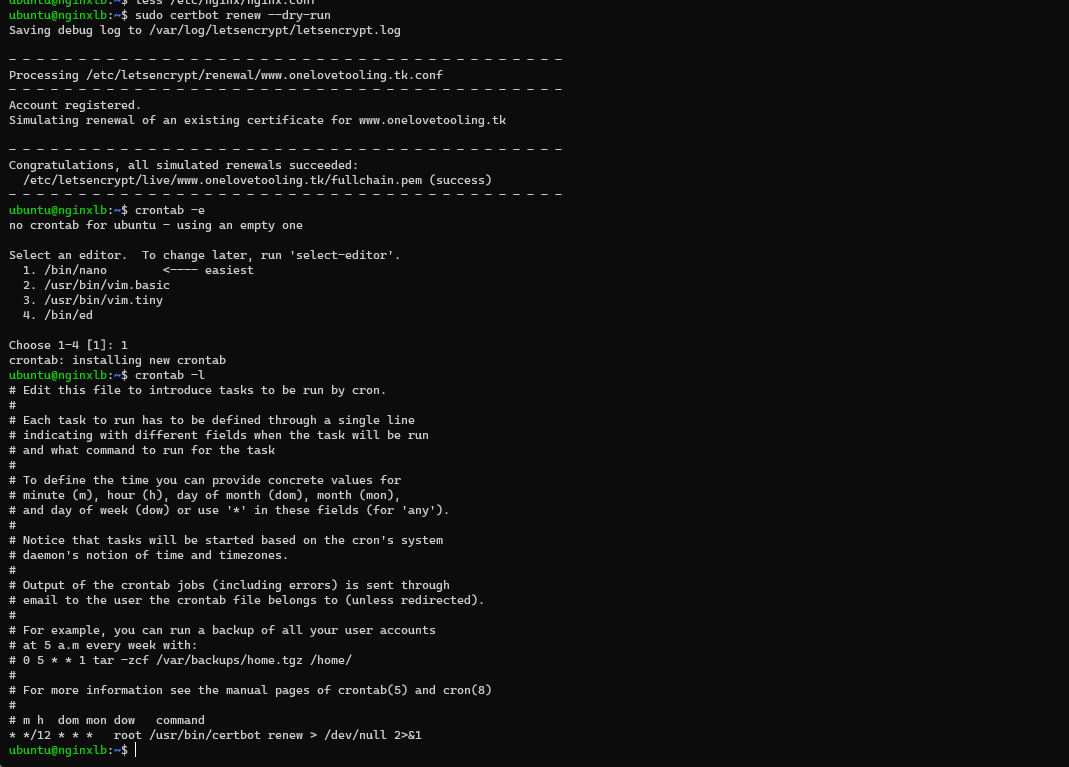 ubuntu@nginxlb:~$ less /etc/nginx/nginx.conf
ubuntu@nginxlb:~$ sudo certbot renew --dry-run
Saving debug log to /var/log/letsencrypt/letsencrypt.log
- - - - - - - - - - - - - - - - - - - - - - - - - - - - - - - - - - - - - - - -
Processing /etc/letsencrypt/renewal/www.onelovetooling.tk.conf
- - - - - - - - - - - - - - - - - - - - - - - - - - - - - - - - - - - - - - - -
Account registered.
Simulating renewal of an existing certificate for www.onelovetooling.tk
- - - - - - - - - - - - - - - - - - - - - - - - - - - - - - - - - - - - - - - -
Congratulations, all simulated renewals succeeded:
  /etc/letsencrypt/live/www.onelovetooling.tk/fullchain.pem (success)
- - - - - - - - - - - - - - - - - - - - - - - - - - - - - - - - - - - - - - - -
ubuntu@nginxlb:~$ crontab -e
no crontab for ubuntu - using an empty one
Select an editor.  To change later, run 'select-editor'.
  1. /bin/nano        <---- easiest
  2. /usr/bin/vim.basic
  3. /usr/bin/vim.tiny
  4. /bin/ed
Choose 1-4 [1]: 1
crontab: installing new crontab
ubuntu@nginxlb:~$ crontab -l
# Edit this file to introduce tasks to be run by cron.
#
# Each task to run has to be defined through a single line
# indicating with different fields when the task will be run
# and what command to run for the task
#
# To define the time you can provide concrete values for
# minute (m), hour (h), day of month (dom), month (mon),
# and day of week (dow) or use '*' in these fields (for 'any').
#
# Notice that tasks will be started based on the cron's system
# daemon's notion of time and timezones.
#
# Output of the crontab jobs (including errors) is sent through
# email to the user the crontab file belongs to (unless redirected).
#
# For example, you can run a backup of all your user accounts
# at 5 a.m every week with:
# 0 5 * * 1 tar -zcf /var/backups/home.tgz /home/
#
# For more information see the manual pages of crontab(5) and cron(8)
#
# m h  dom mon dow   command
* */12 * * *   root /usr/bin/certbot renew > /dev/null 2>&1
ubuntu@nginxlb:~$